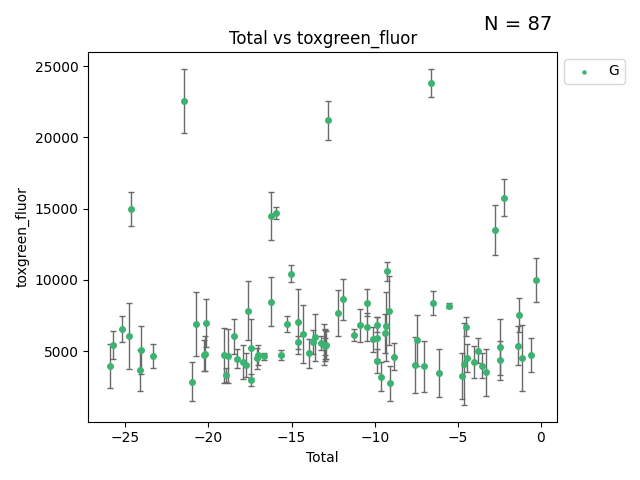 N = 87
Total vs toxgreen_fluor
G
25000
20000
15000
10000
5000
toxgreen_fluor
−25 −20 −15 −10 −5 0
Total